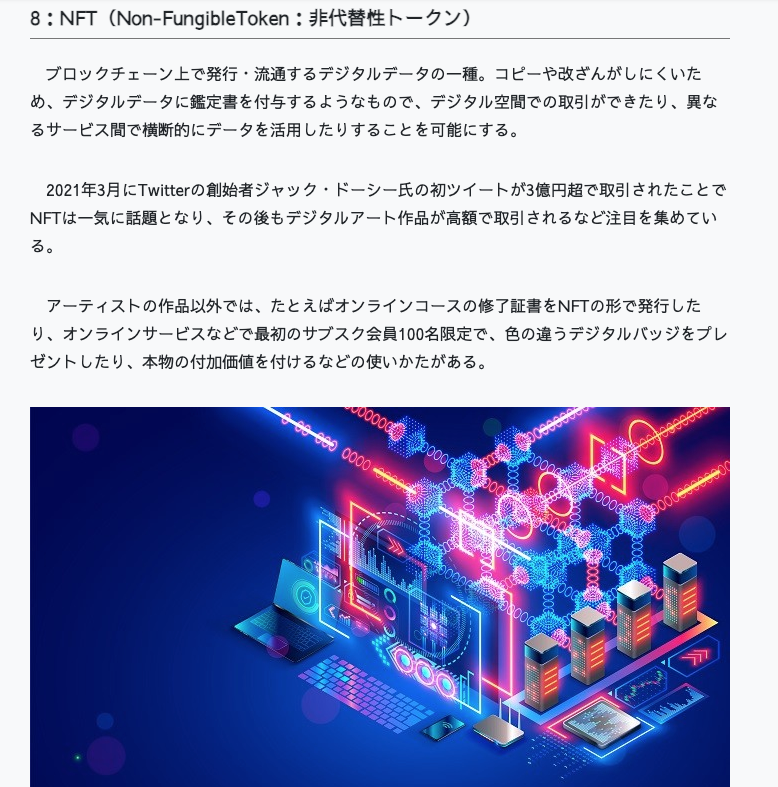 8：NFT（Non-FungibleToken：非代替性トークン）
ブロックチェーン上で発行・流通するデジタルデータの一種。コピーや改ざんがしにくいた
め、デジタルデータに鑑定書を付与するようなもので、デジタル空間での取引ができたり、異な
るサービス間で横断的にデータを活用したりすることを可能にする。
2021年3月にTwitterの創始者ジャック・ドーシー氏の初ツイートが3億円超で取引されたことで
NFTは一気に話題となり、その後もデジタルアート作品が高額で取引されるなど注目を集めてい
る。
アーティストの作品以外では、たとえばオンラインコースの修了証書をNFTの形で発行した
り、オンラインサービスなどで最初のサブスク会員100名限定で、色の違うデジタルバッジをプレ
ゼントしたり、本物の付加価値を付けるなどの使いかたがある。